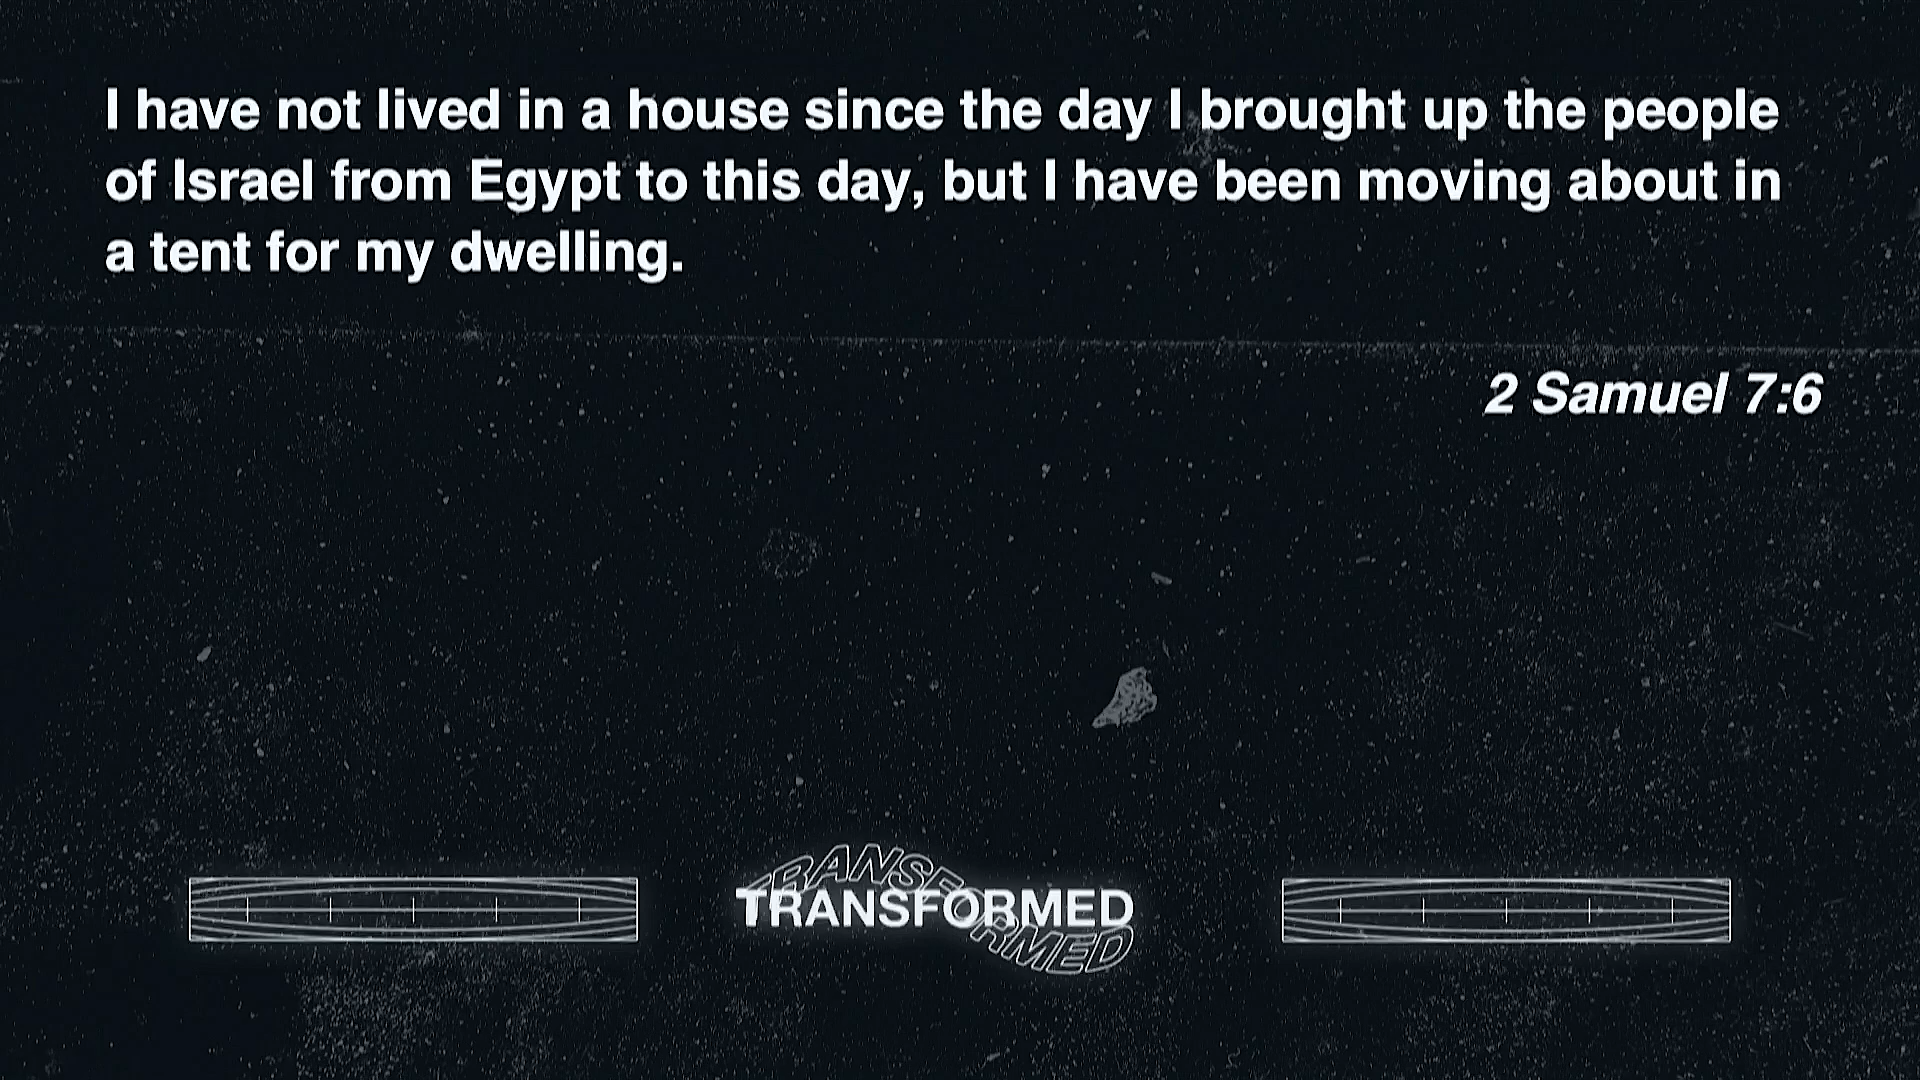 I have not lived in a house since the day I brought up the people
of Israel from Egypt to this day, but I have been moving about in
a tent for my dwelling.
2 Samuel 7:6
TRANSFORMED
TRANSFORMED